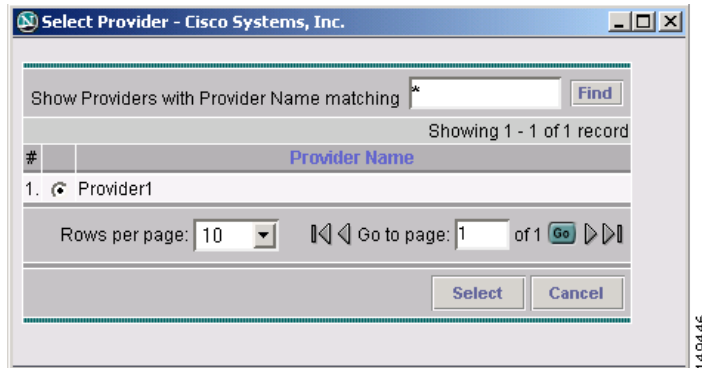 N Select Provider - Cisco Systems, Inc.
Show Providers with Provider Name matching * Find
Showing 1 - 1 of 1 record
# Provider Name
1. Provider1
Rows per page: 10 Go to page: 1 of 1 Go
Select Cancel
149446